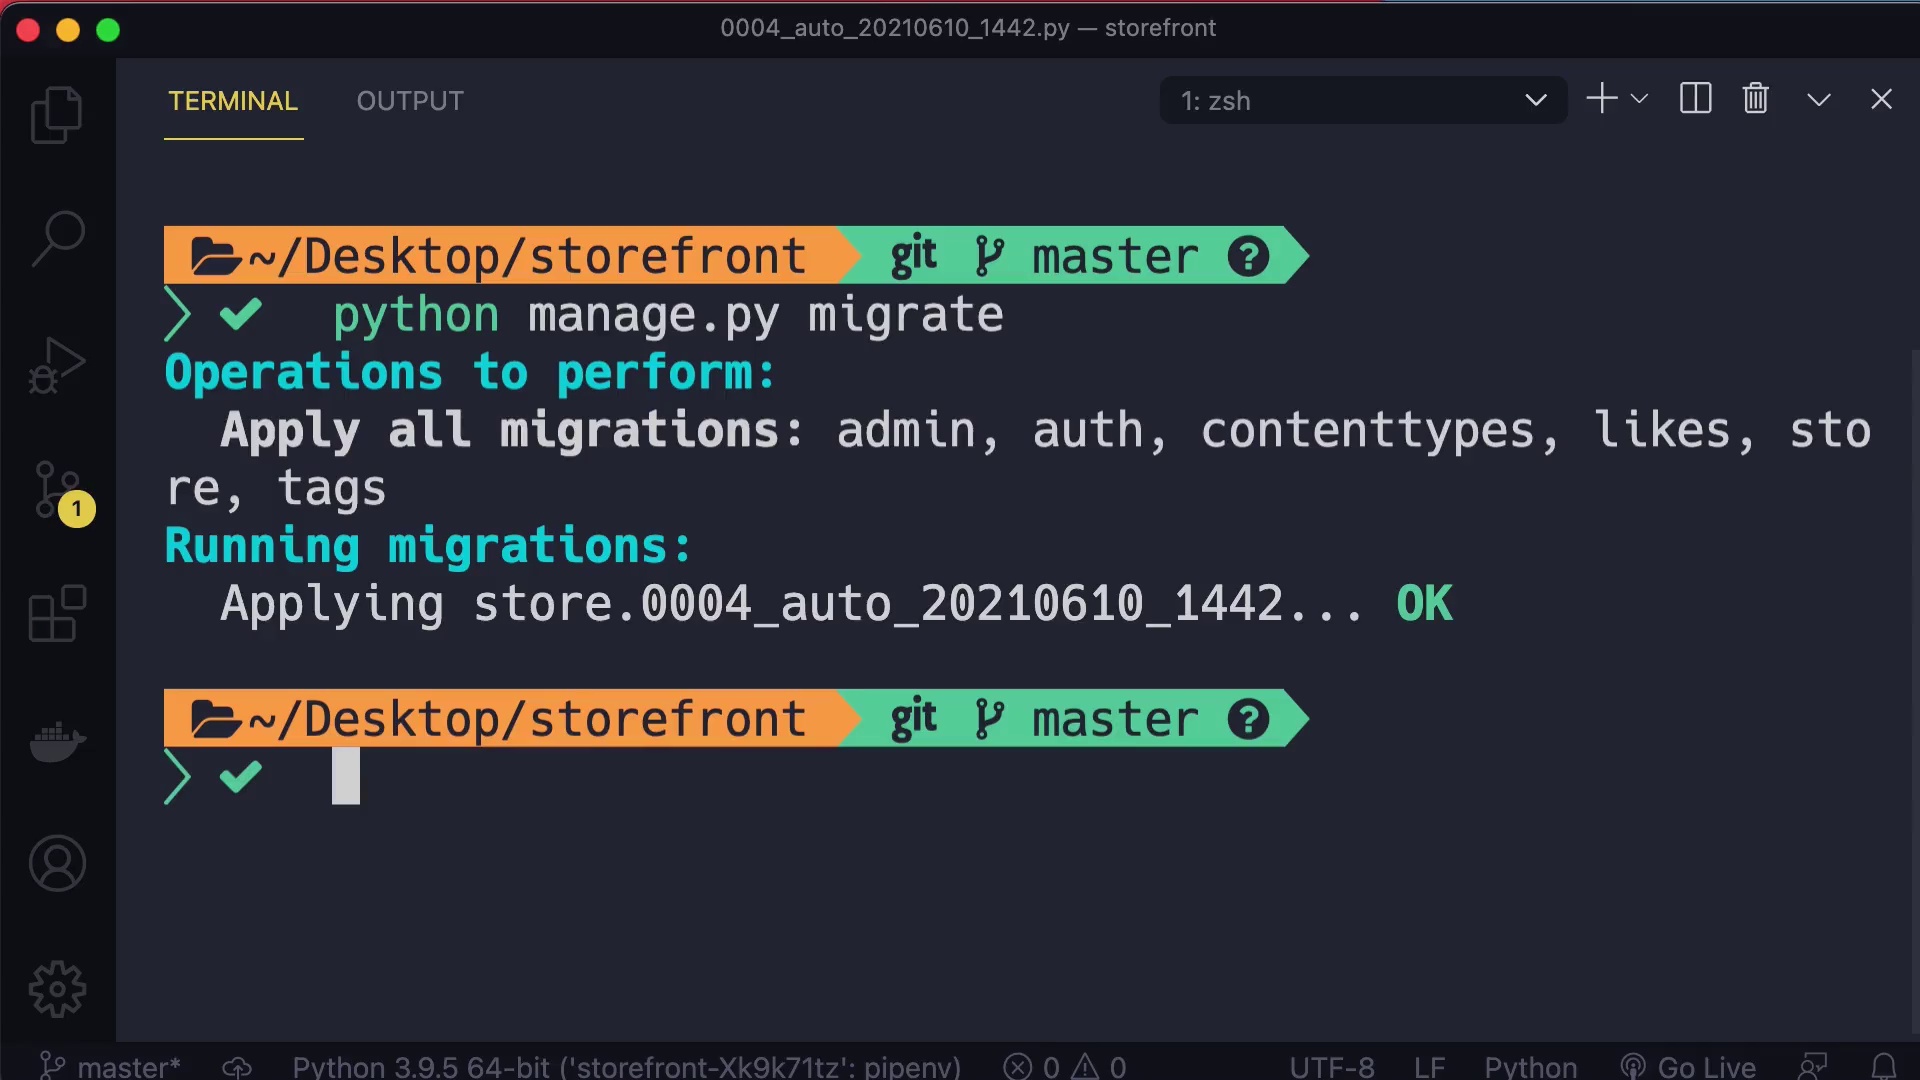 0004_auto_20210610_1442.py — storefront
TERMINAL OUTPUT 1: zsh
~/Desktop/storefront git master ?
python manage.py migrate
Operations to perform:
Apply all migrations: admin, auth, contenttypes, likes, sto
re, tags
Running migrations:
Applying store.0004_auto_20210610_1442... OK
~/Desktop/storefront git master ?
1
master* Python 3.9.5 64-bit ('storefront-Xk9k71tz': pipenv) 0 0 UTF-8 LF Python Go Live